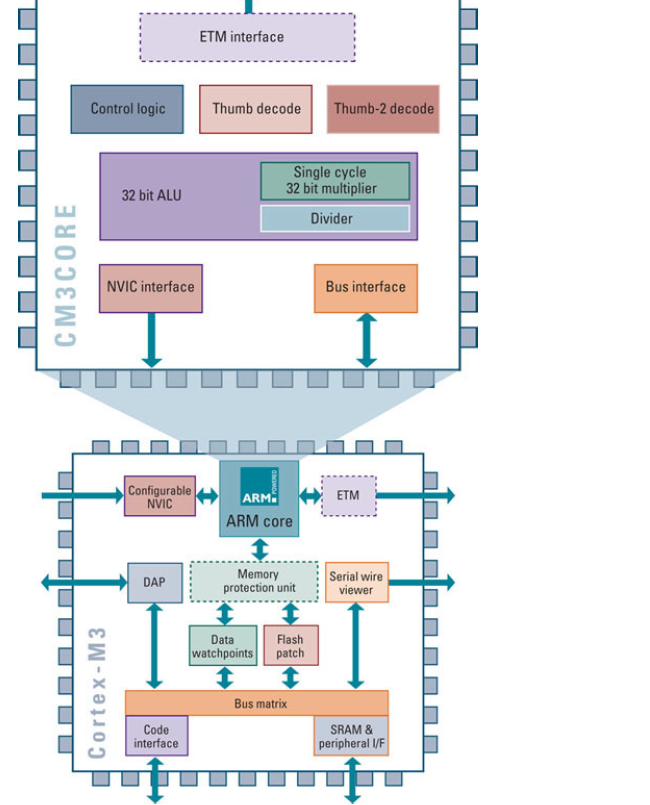 ETM interface
Control logic
Thumb decode
Thumb-2 decode
32 bit ALU
Single cycle
32 bit multiplier
Divider
CM3CORE
NVIC interface
Bus interface
Configurable
NVIC
ARM POWERED
ARM core
ETM
DAP
Memory
protection unit
Serial wire
viewer
Data
watchpoints
Flash
patch
Cortex-M3
Bus matrix
Code
interface
SRAM &
peripheral I/F